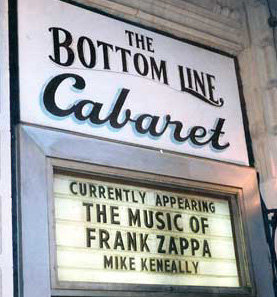 THE
BOTTOM LINE,
Cabaret
CURRENTLY APPEARING
THE MUSIC OF
FRANK ZAPPA
MIKE KENEALLY